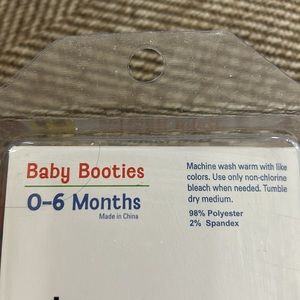 Baby Booties
0-6 Months
Made in China
Machine wash warm with like
colors. Use only non-chlorine
bleach when needed. Tumble
dry medium.
98% Polyester
2% Spandex